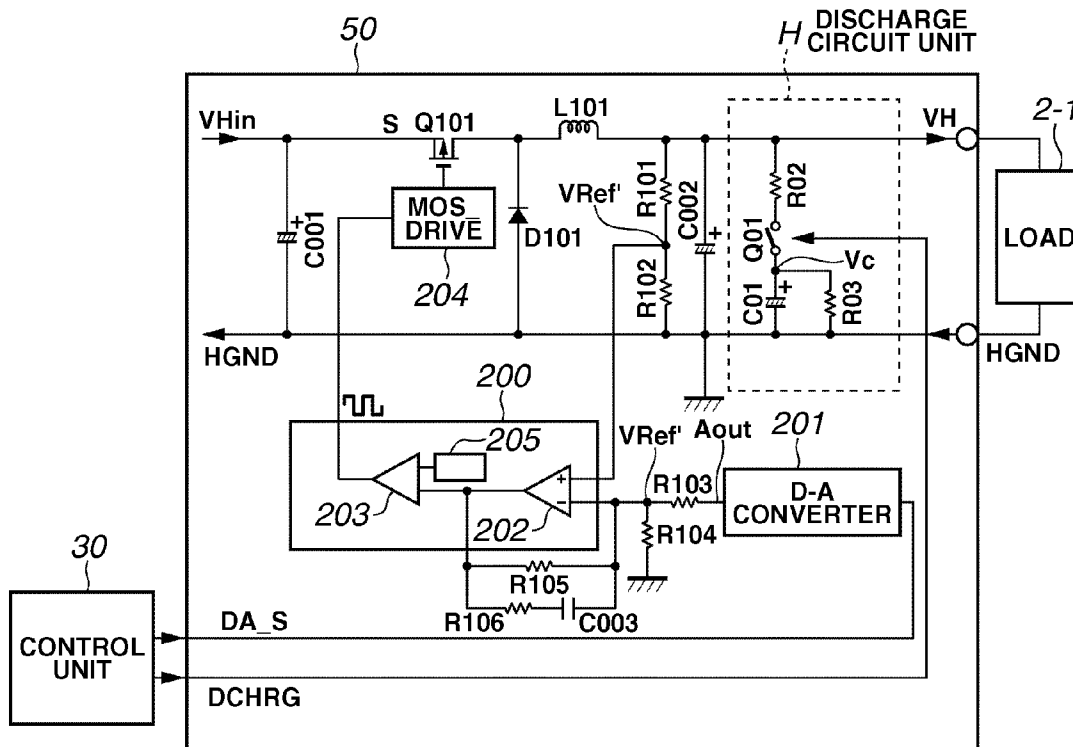 DISCHARGE
CIRCUIT UNIT
H
50
2-1
VHin
S
Q101
L101
VH
MOS_
DRIVE
204
C001
D101
VRef'
R101
R102
C002
R02
Q01
Vc
C01
R03
LOAD
HGND
HGND
200
205
203
202
+
-
VRef'
Aout
201
R103
D-A
CONVERTER
R104
R105
R106
C003
30
CONTROL
UNIT
DA_S
DCHRG